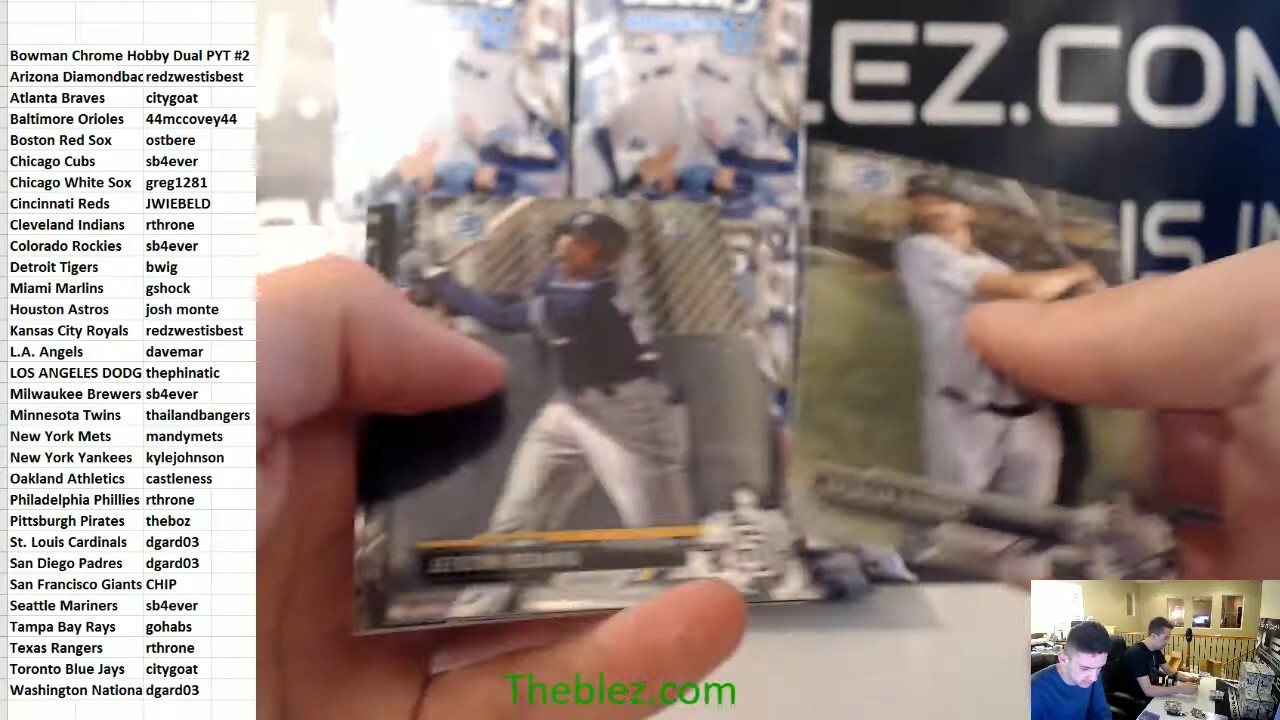 Bowman Chrome Hobby Dual PYT #2
Arizona Diamondbac redzwestisbest
Atlanta Braves citygoat
Baltimore Orioles 44mccovey44
Boston Red Sox ostbere
Chicago Cubs sb4ever
Chicago White Sox greg1281
Cincinnati Reds JWIEBELD
Cleveland Indians rthrone
Colorado Rockies sb4ever
Detroit Tigers bwig
Miami Marlins gshock
Houston Astros josh monte
Kansas City Royals redzwestisbest
L.A. Angels davemar
LOS ANGELES DODG thephinatic
Milwaukee Brewers sb4ever
Minnesota Twins thailandbangers
New York Mets mandymets
New York Yankees kylejohnson
Oakland Athletics castleness
Philadelphia Phillies rthrone
Pittsburgh Pirates theboz
St. Louis Cardinals dgard03
San Diego Padres dgard03
San Francisco Giants CHIP
Seattle Mariners sb4ever
Tampa Bay Rays gohabs
Texas Rangers rthrone
Toronto Blue Jays citygoat
Washington Nationa dgard03
LEZ.COM
IS I
Theblez.com